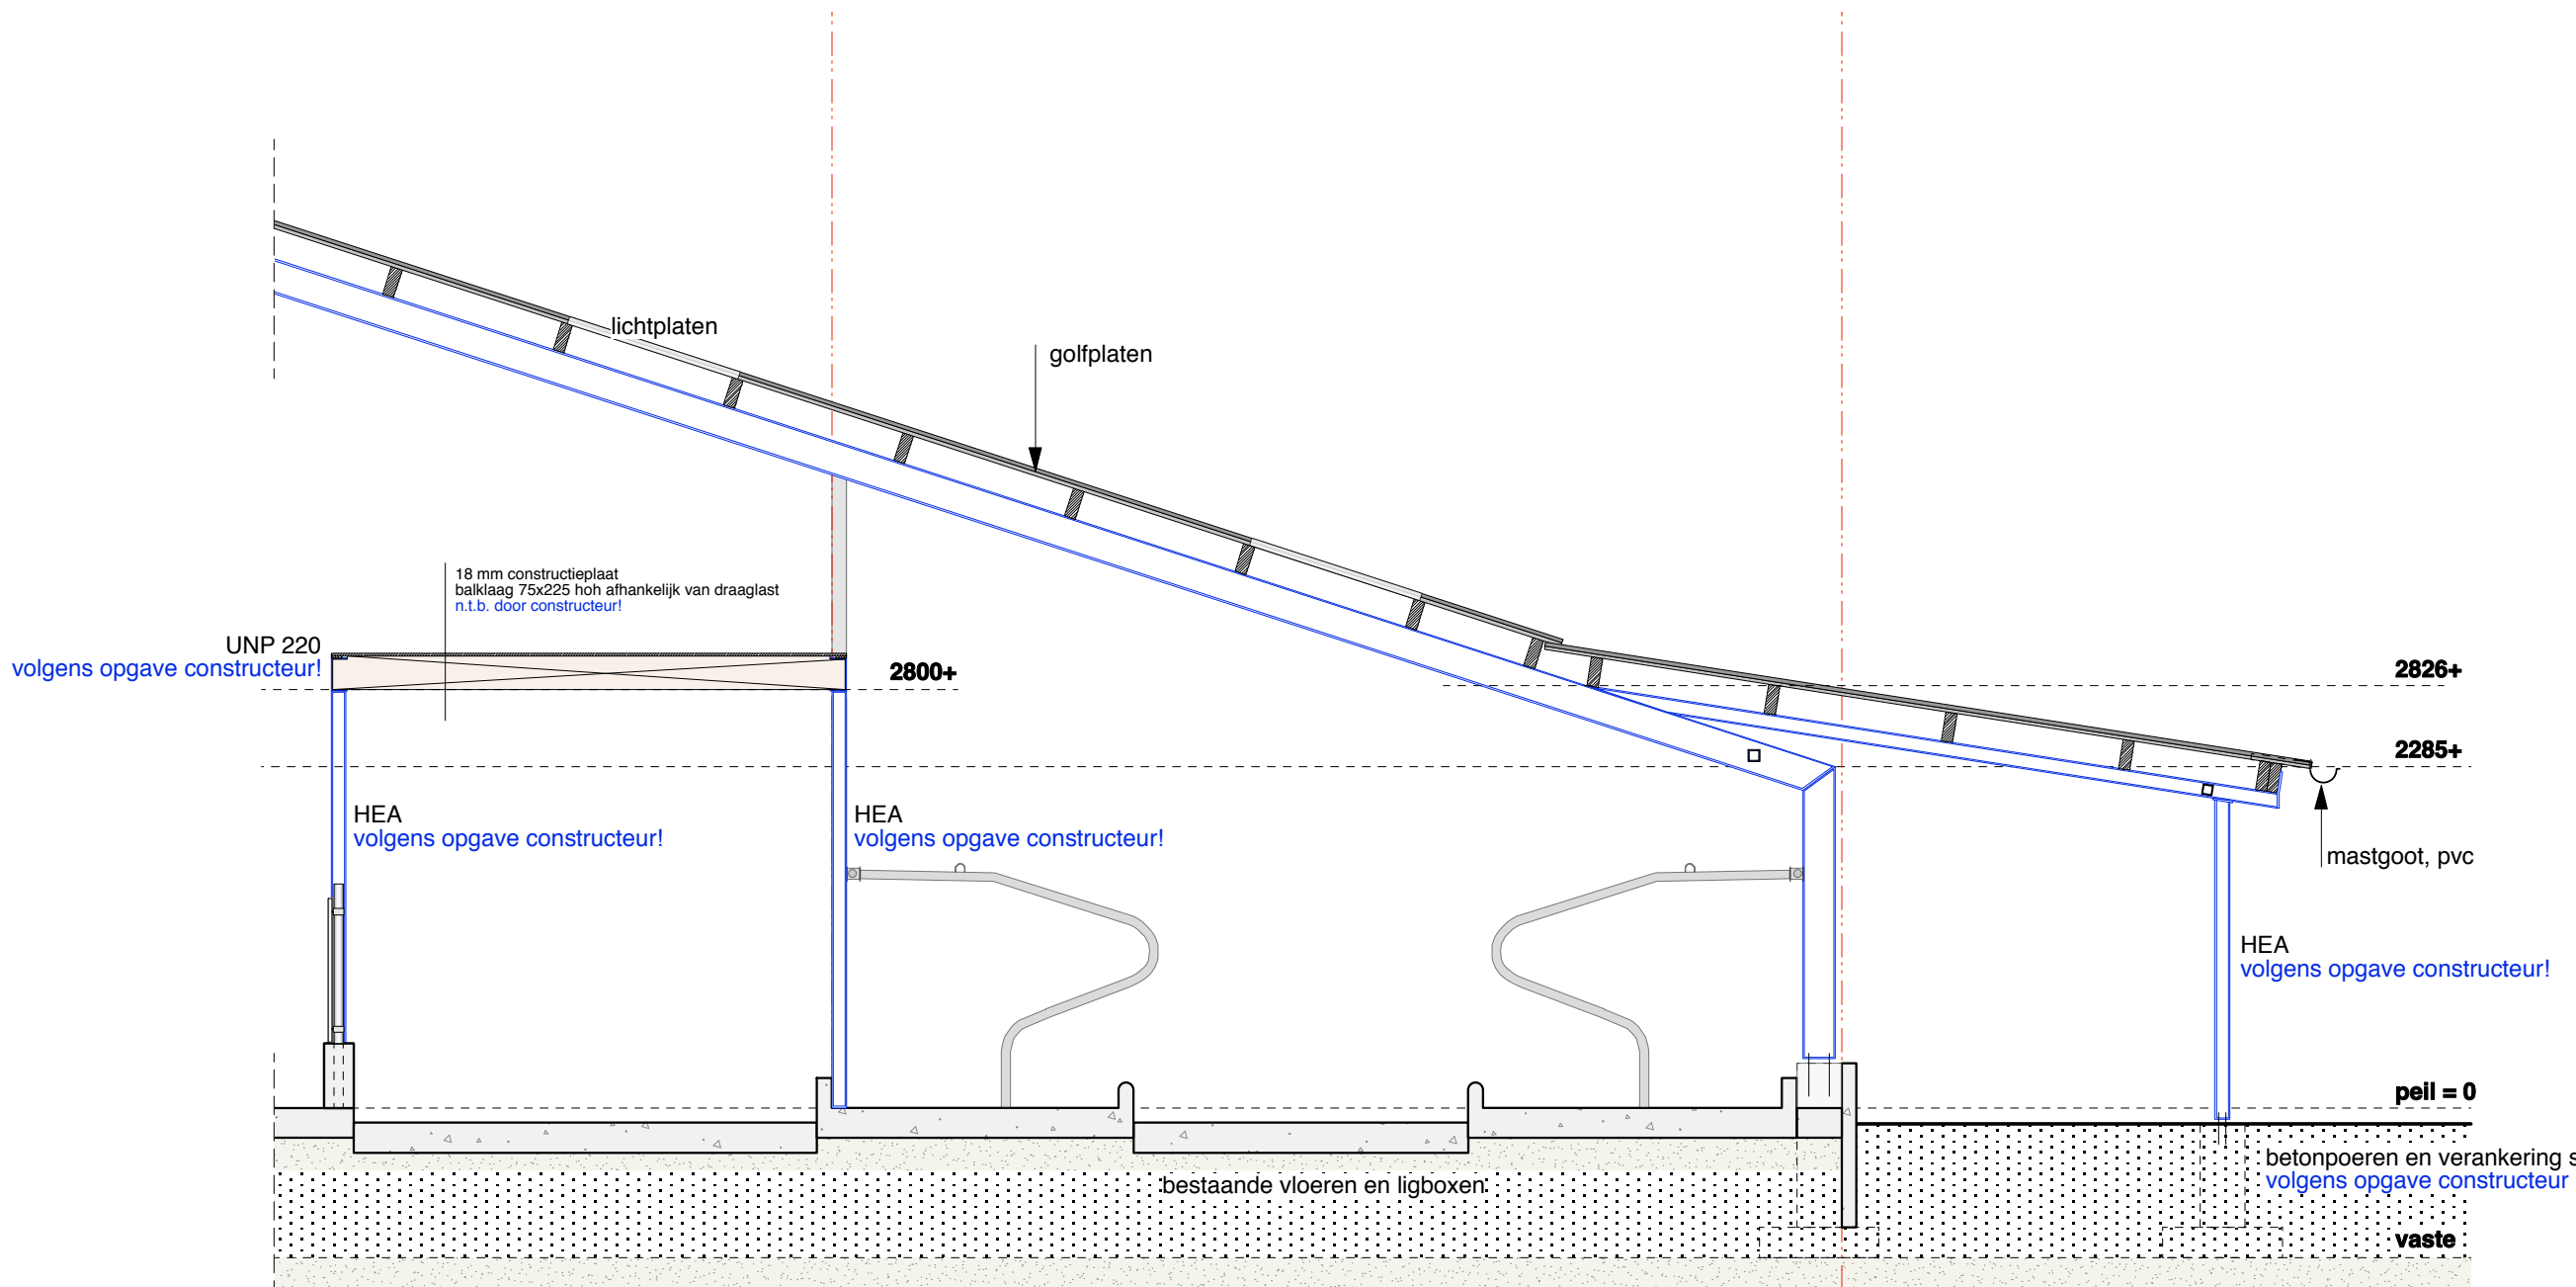 lichtplaten
golfplaten
18 mm constructieplaat
balklaag 75x225 hoh afhankelijk van draaglast
n.t.b. door constructeur!
UNP 220
volgens opgave constructeur!
2800+
2826+
2285+
HEA
volgens opgave constructeur!
HEA
volgens opgave constructeur!
mastgoot, pvc
HEA
volgens opgave constructeur!
peil = 0
betonpoeren en verankering s
volgens opgave constructeur
bestaande vloeren en ligboxen
vaste